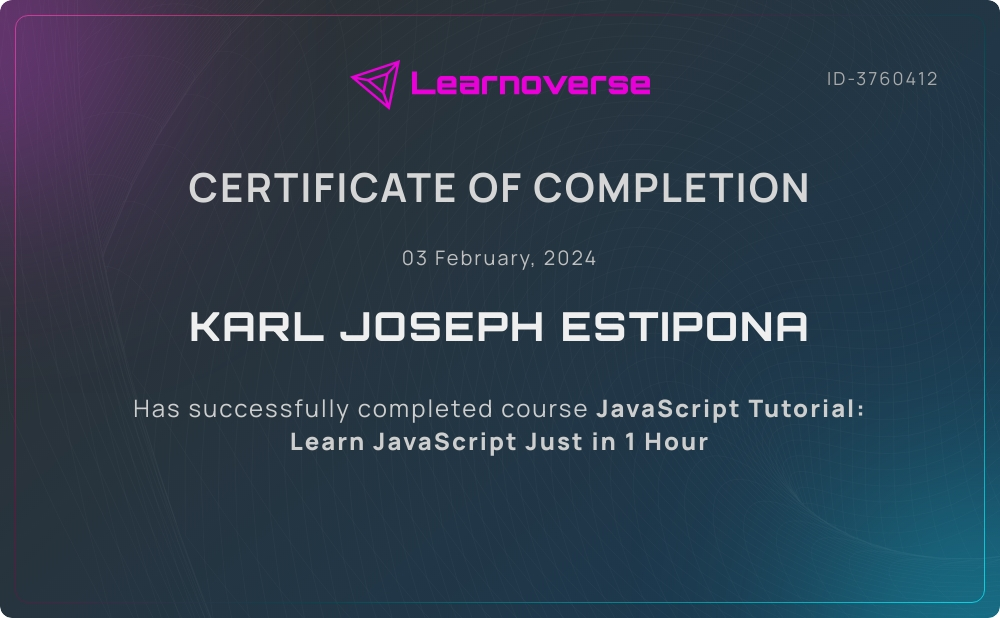 Learnoverse
ID-3760412
CERTIFICATE OF COMPLETION
03 February, 2024
KARL JOSEPH ESTIPONA
Has successfully completed course JavaScript Tutorial:
Learn JavaScript Just in 1 Hour